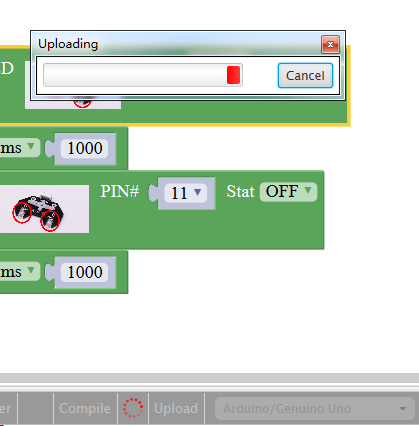 Uploading
Cancel
D
ms 1000
PIN# 11 Stat OFF
ms 1000
er Compile Upload Arduino/Genuino Uno